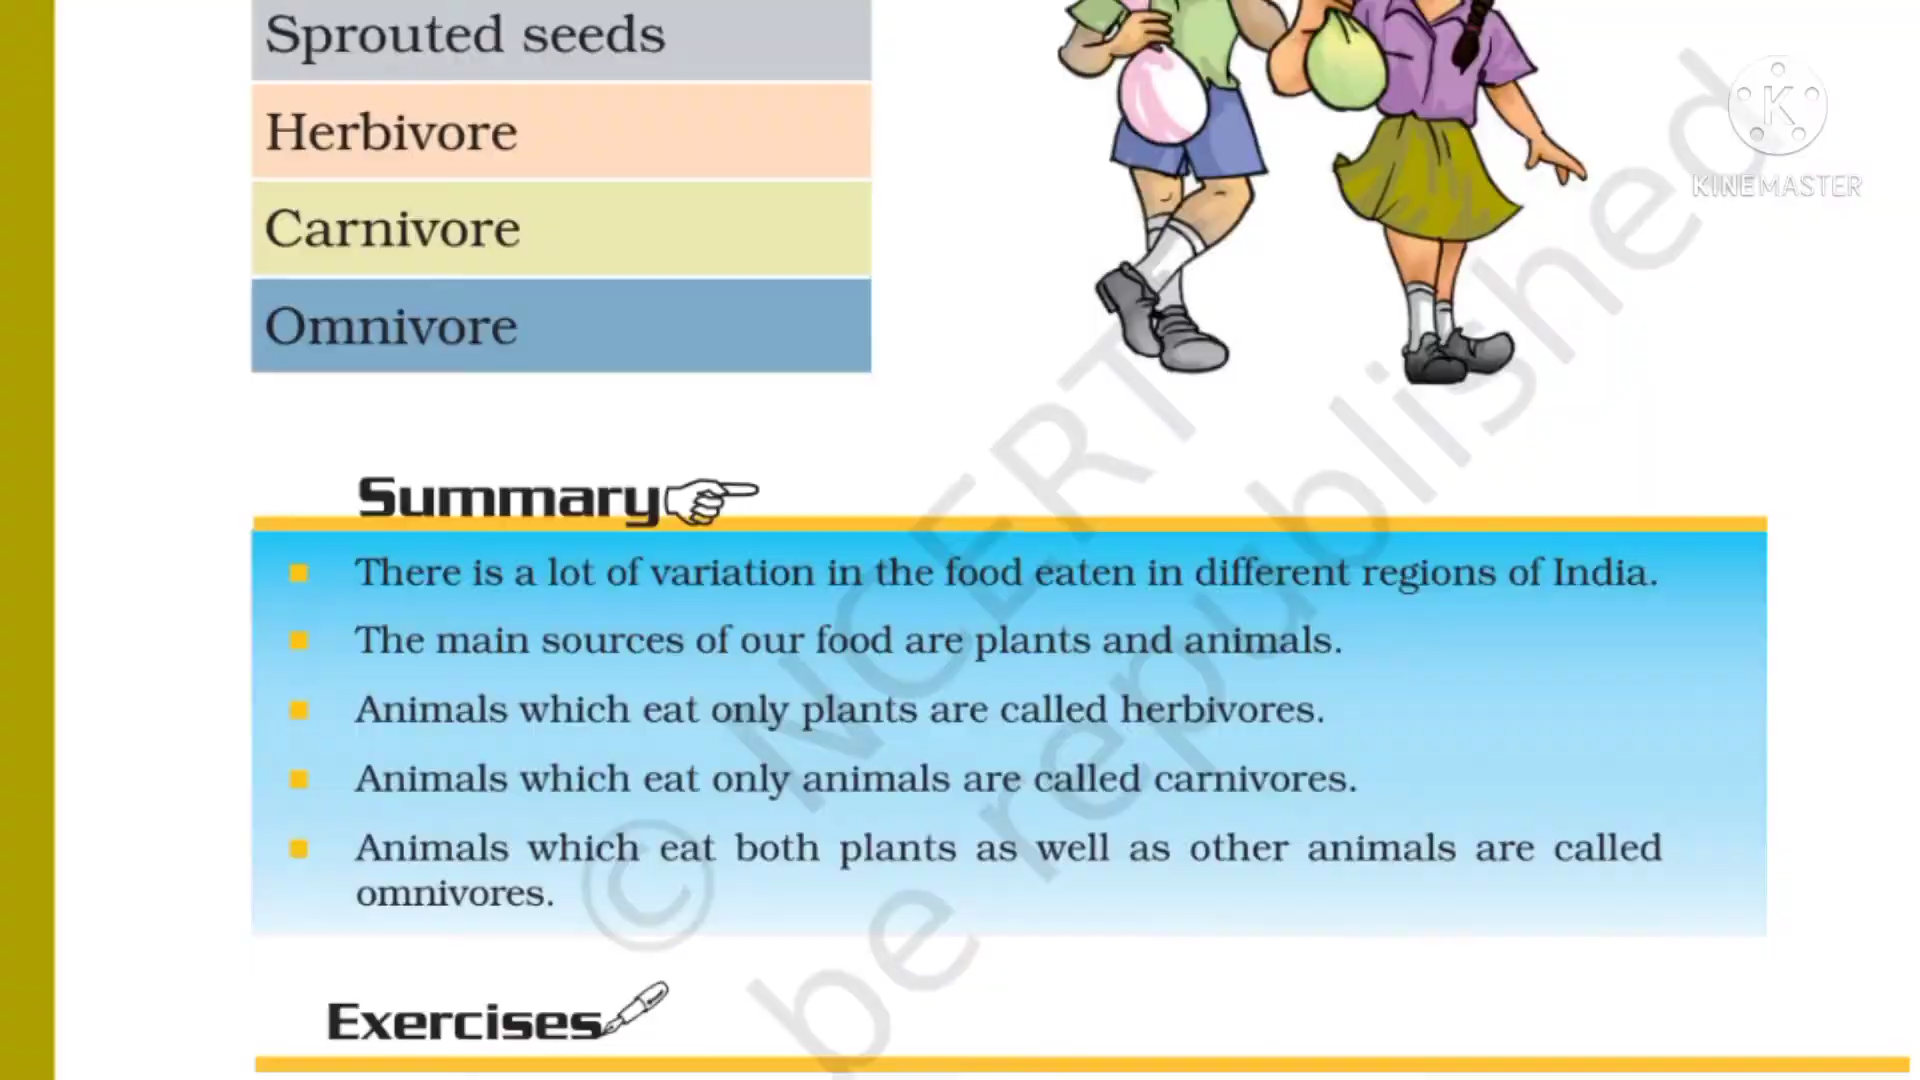 Sprouted seeds
Herbivore
Carnivore
Omnivore
K
KINEMASTER
Summary
There is a lot of variation in the food eaten in different regions of India.
The main sources of our food are plants and animals.
Animals which eat only plants are called herbivores.
Animals which eat only animals are called carnivores.
Animals which eat both plants as well as other animals are called
omnivores.
Exercises
© NCERT
be republished